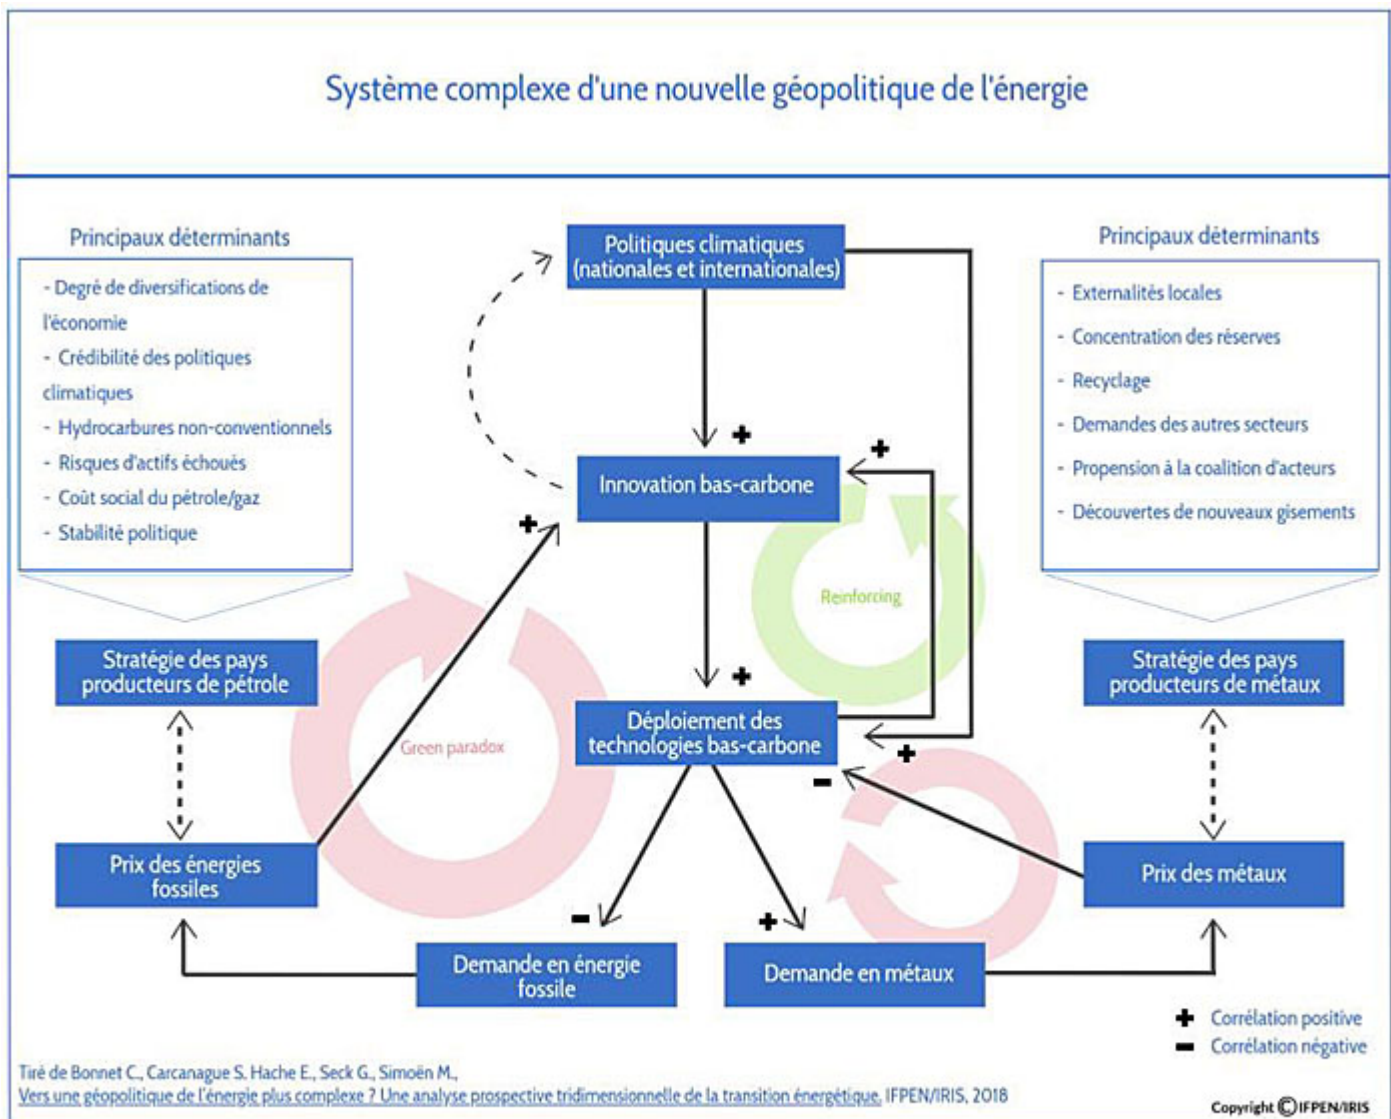 Système complexe d'une nouvelle géopolitique de l'énergie
Principaux déterminants
- Degré de diversifications de
l'économie
- Crédibilité des politiques
climatiques
- Hydrocarbures non-conventionnels
- Risques d'actifs échoués
- Coût social du pétrole/gaz
- Stabilité politique
Politiques climatiques
(nationales et internationales)
Principaux déterminants
- Externalités locales
- Concentration des réserves
- Recyclage
- Demandes des autres secteurs
- Propension à la coalition d'acteurs
- Découvertes de nouveaux gisements
+
+
Innovation bas-carbone
+
Reinforcing
Stratégie des pays
producteurs de pétrole
+
Stratégie des pays
producteurs de métaux
Green paradox
Déploiement des
technologies bas-carbone
+
-
Prix des énergies
fossiles
Prix des métaux
-
+
Demande en énergie
fossile
Demande en métaux
+ Corrélation positive
- Corrélation négative
Tiré de Bonnet C., Carcanague S. Hache E., Seck G., Simoën M.,
Vers une géopolitique de l'énergie plus complexe ? Une analyse prospective tridimensionnelle de la transition énergétique. IFPEN/IRIS, 2018
Copyright ©IFPEN/IRIS